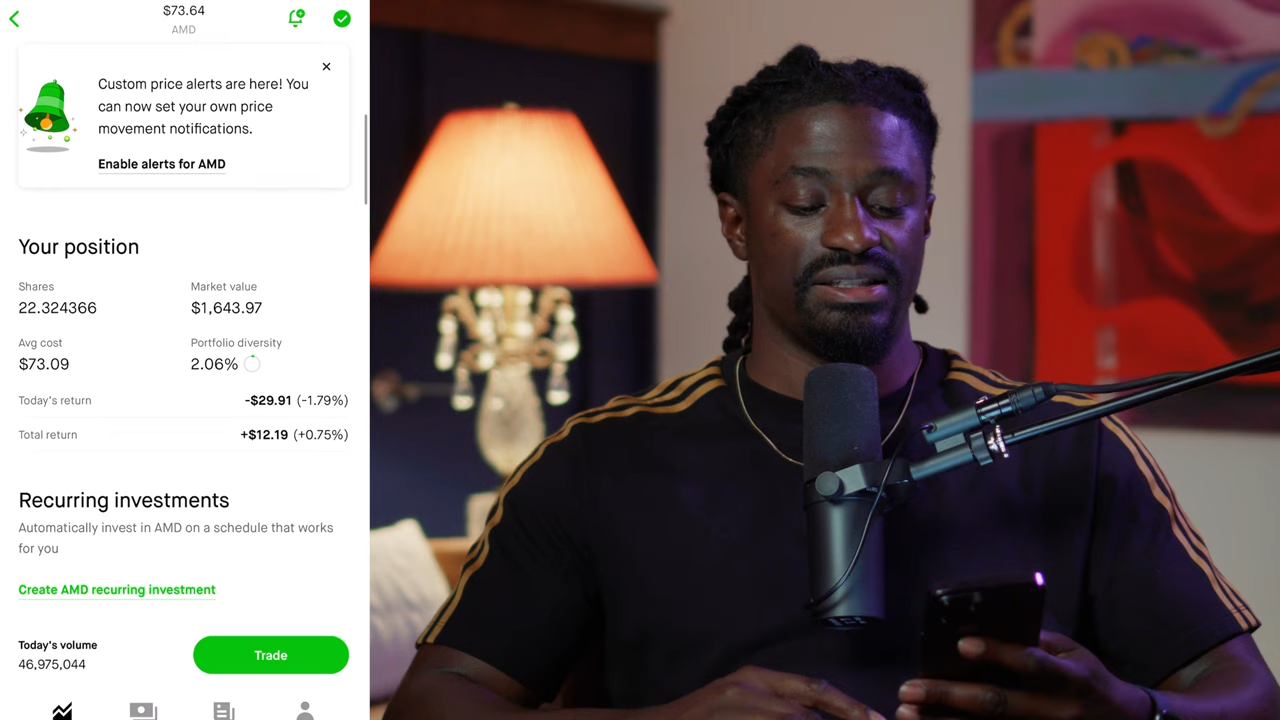 $73.64
AMD
Custom price alerts are here! You
can now set your own price
movement notifications.
Enable alerts for AMD
Your position
Shares
Market value
22.324366
$1,643.97
Avg cost
Portfolio diversity
$73.09
2.06%
Today's return
-$29.91 (-1.79%)
Total return
+$12.19 (+0.75%)
Recurring investments
Automatically invest in AMD on a schedule that works
for you
Create AMD recurring investment
Today's volume
46,975,044
Trade